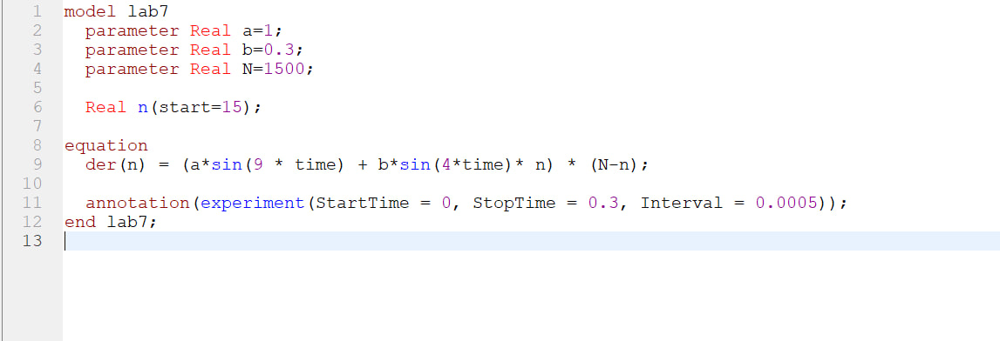 1 model lab7
2   parameter Real a=1;
3   parameter Real b=0.3;
4   parameter Real N=1500;
5
6   Real n(start=15);
7
8 equation
9   der(n) = (a*sin(9 * time) + b*sin(4*time)* n) * (N-n);
10
11   annotation(experiment(StartTime = 0, StopTime = 0.3, Interval = 0.0005));
12 end lab7;
13